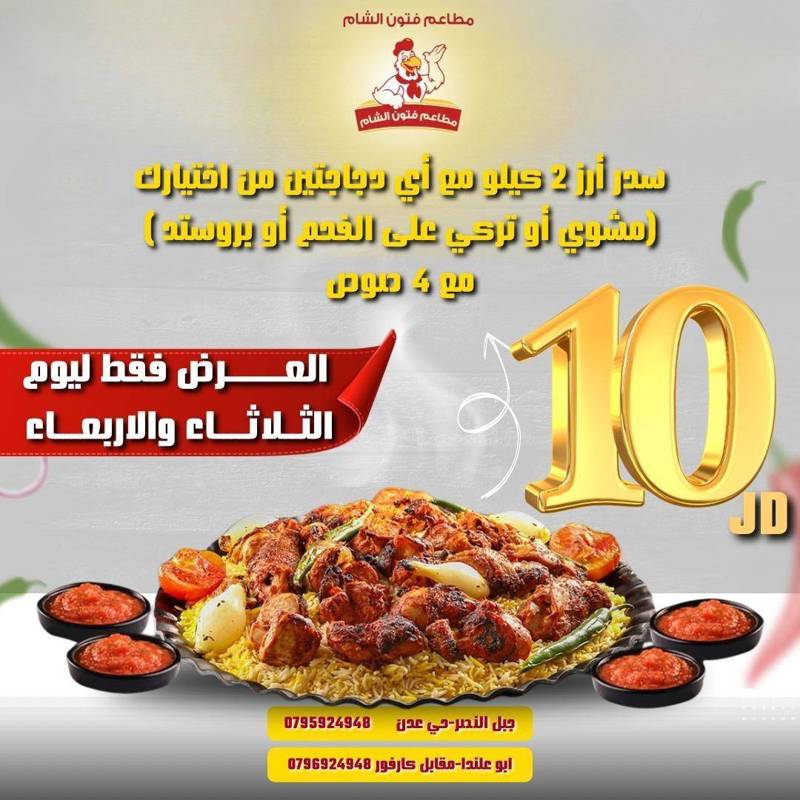 مطاعم فتون الشام
مطاعم فتون الشام
سدر أرز 2 كيلو مع أي دجاجتين من اختيارك
(مشوي أو تركي على الفحم أو بروستد )
مع 4 صوص
10
JD
العـــرض فقط ليوم
الثـلاثـــاء والاربعـــاء
جبل النصر-حي عدن 0795924948
ابو علندا-مقابل كارفور 0796924948